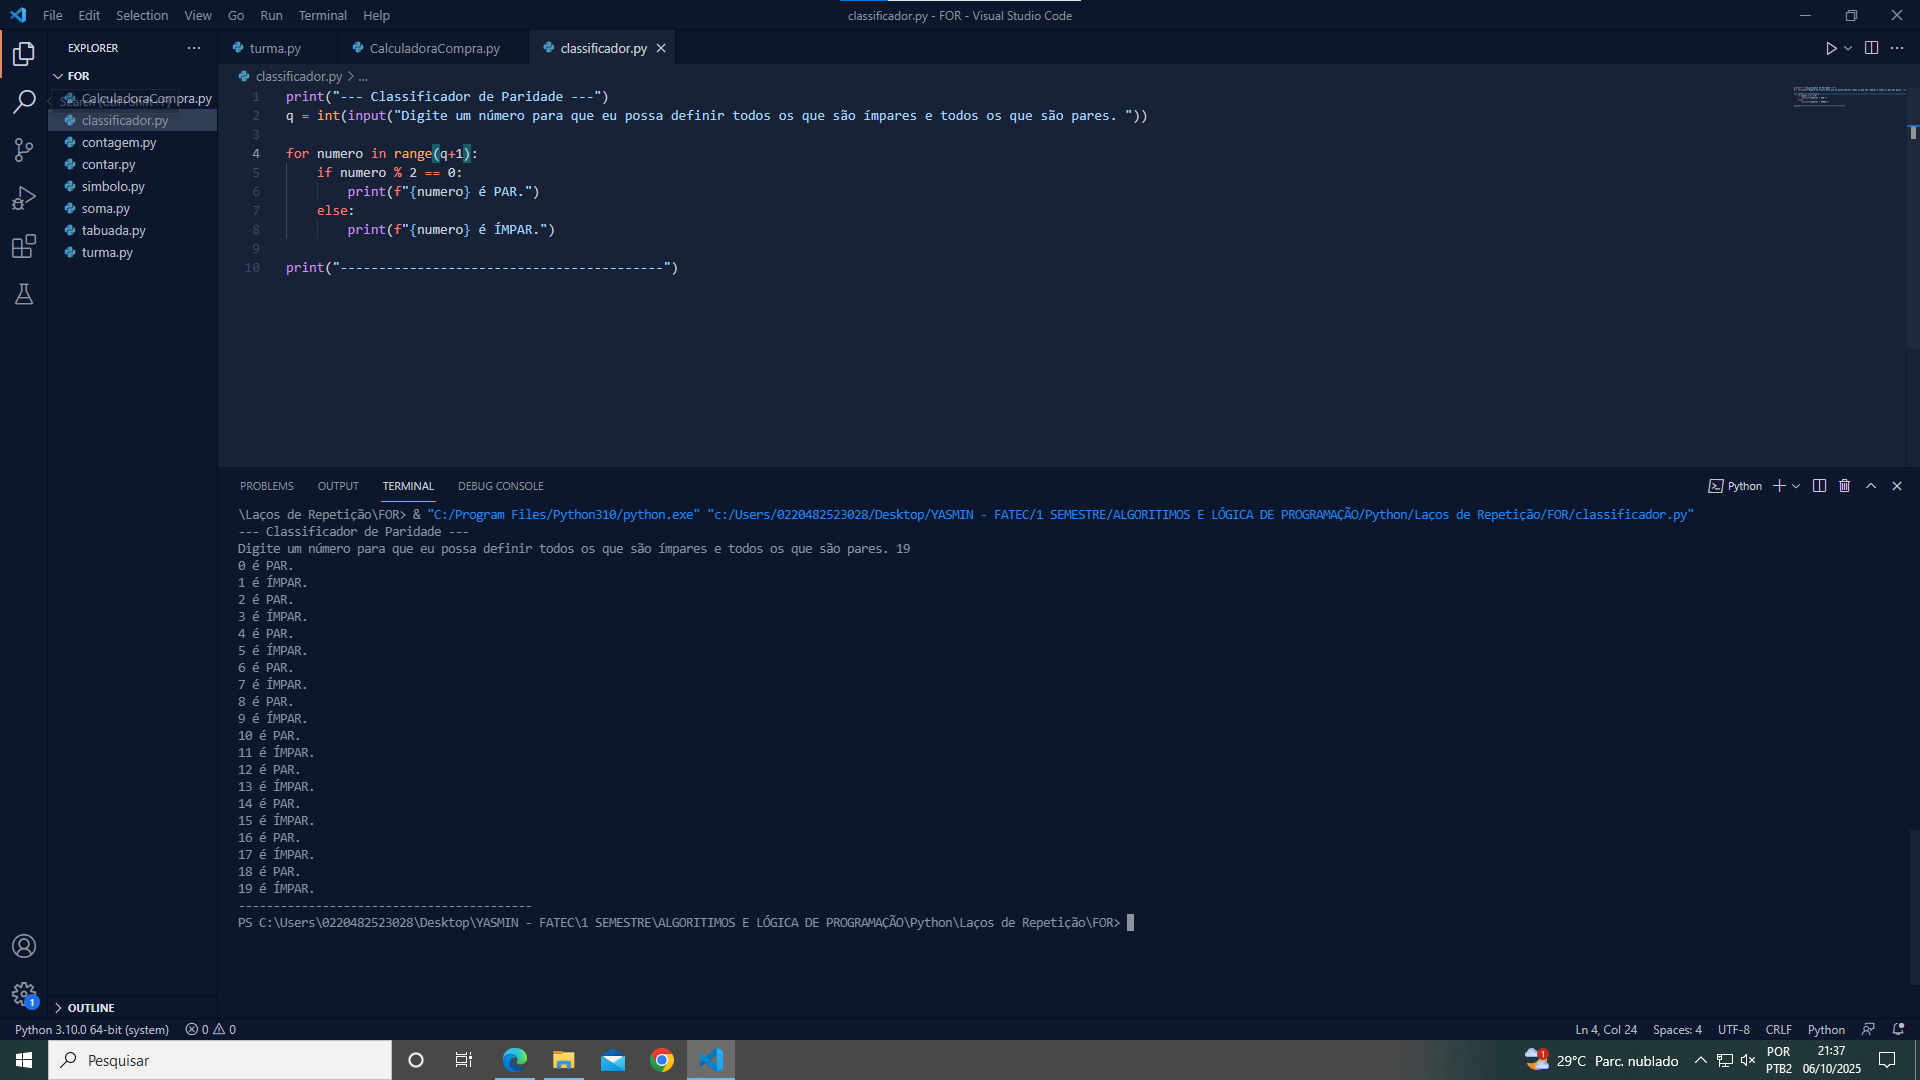 File Edit Selection View Go Run Terminal Help
classificador.py - FOR - Visual Studio Code
EXPLORER
FOR
CalculadoraCompra.py
classificador.py
contagem.py
contar.py
simbolo.py
soma.py
tabuada.py
turma.py
OUTLINE
turma.py CalculadoraCompra.py classificador.py
classificador.py > ...
1 print("--- Classificador de Paridade ---")
2 q = int(input("Digite um número para que eu possa definir todos os que são ímpares e todos os que são pares. "))
3
4 for numero in range(q+1):
5 if numero % 2 == 0:
6 print(f"{numero} é PAR.")
7 else:
8 print(f"{numero} é ÍMPAR.")
9
10 print("------------------------------------------")
PROBLEMS OUTPUT TERMINAL DEBUG CONSOLE
Python
\Laços de Repetição\FOR> & "C:/Program Files/Python310/python.exe" "c:/Users/0220482523028/Desktop/YASMIN - FATEC/1 SEMESTRE/ALGORITIMOS E LÓGICA DE PROGRAMAÇÃO/Python/Laços de Repetição/FOR/classificador.py"
--- Classificador de Paridade ---
Digite um número para que eu possa definir todos os que são ímpares e todos os que são pares. 19
0 é PAR.
1 é ÍMPAR.
2 é PAR.
3 é ÍMPAR.
4 é PAR.
5 é ÍMPAR.
6 é PAR.
7 é ÍMPAR.
8 é PAR.
9 é ÍMPAR.
10 é PAR.
11 é ÍMPAR.
12 é PAR.
13 é ÍMPAR.
14 é PAR.
15 é ÍMPAR.
16 é PAR.
17 é ÍMPAR.
18 é PAR.
19 é ÍMPAR.
------------------------------------------
PS C:\Users\0220482523028\Desktop\YASMIN - FATEC\1 SEMESTRE\ALGORITIMOS E LÓGICA DE PROGRAMAÇÃO\Python\Laços de Repetição\FOR>
1
Python 3.10.0 64-bit (system) 0 0
Ln 4, Col 24 Spaces: 4 UTF-8 CRLF Python
Pesquisar
1 29°C Parc. nublado
POR
PTB2
21:37
06/10/2025